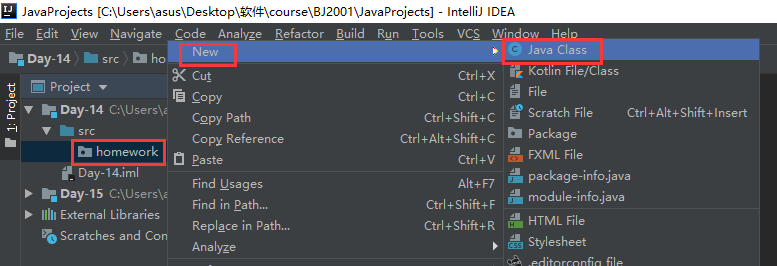 JavaProjects [C:\Users\asus\Desktop\软件\course\BJ2001\JavaProjects] - IntelliJ IDEA
File Edit View Navigate Code Analyze Refactor Build Run Tools VCS Window Help
Day-14 src ho
1: Project
Project
Day-14 C:\Users\a
src
homework
Day-14.iml
Day-15 C:\Users\a
External Libraries
Scratches and Con
New
Cut Ctrl+X
Copy Ctrl+C
Copy Path Ctrl+Shift+C
Copy Reference Ctrl+Alt+Shift+C
Paste Ctrl+V
Find Usages Alt+F7
Find in Path... Ctrl+Shift+F
Replace in Path... Ctrl+Shift+R
Analyze
Java Class
Kotlin File/Class
File
Scratch File Ctrl+Alt+Shift+Insert
Package
FXML File
package-info.java
module-info.java
HTML File
Stylesheet
.editorconfig file